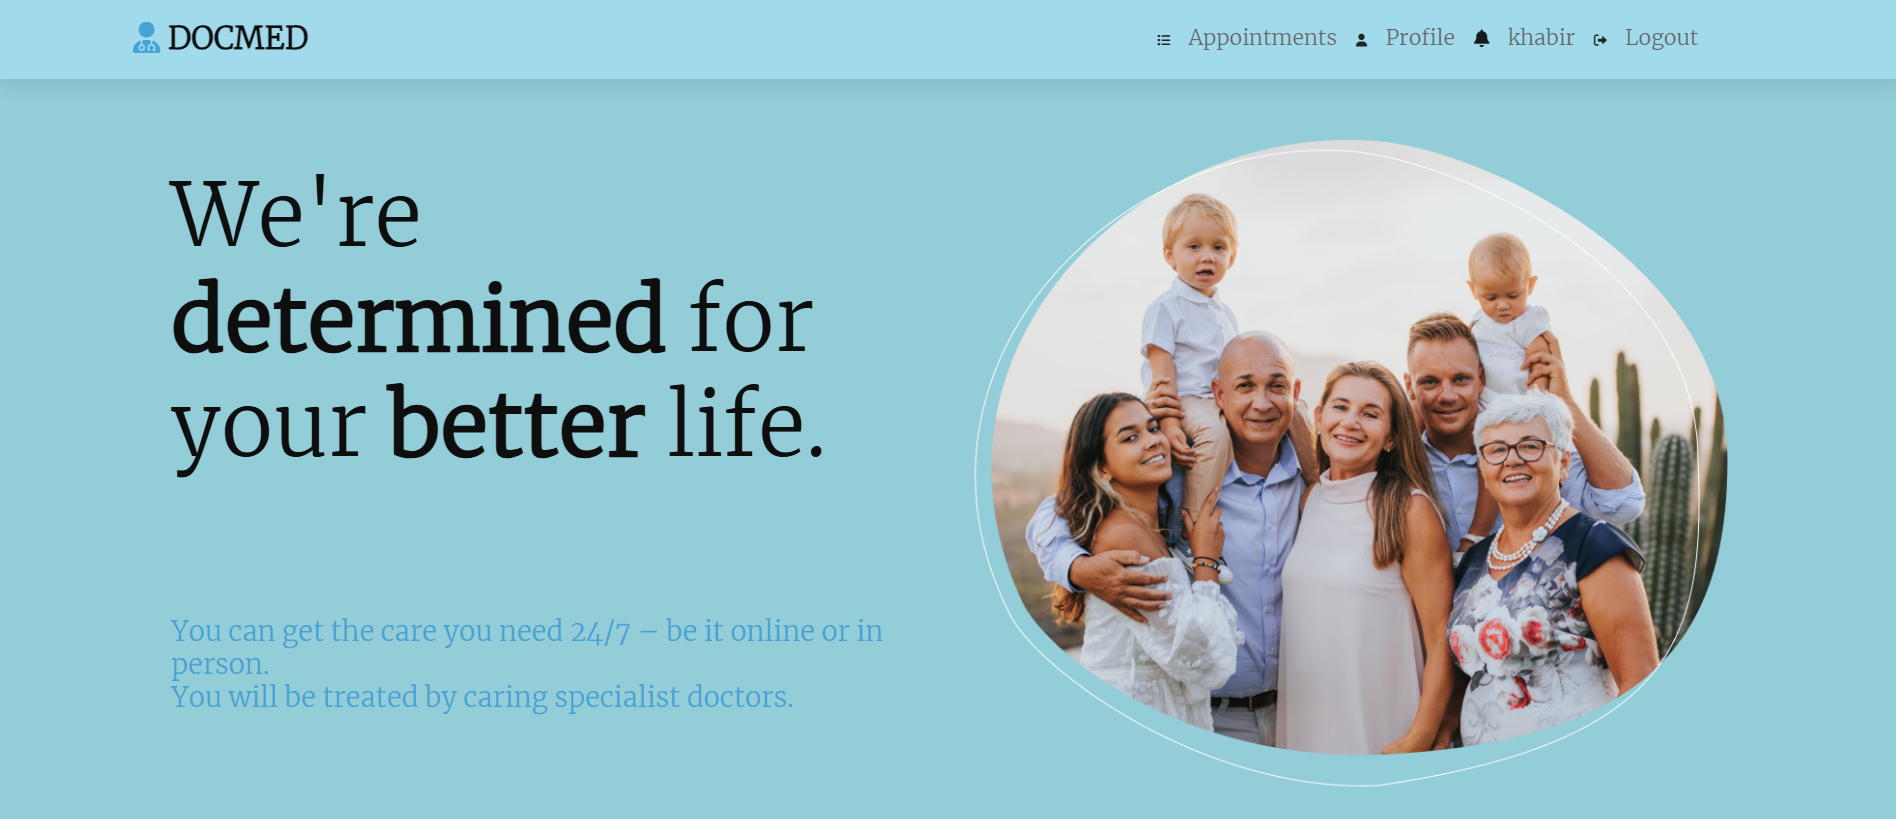 DOCMED
Appointments Profile khabir Logout
We're
determined for
your better life.
You can get the care you need 24/7 – be it online or in
person.
You will be treated by caring specialist doctors.